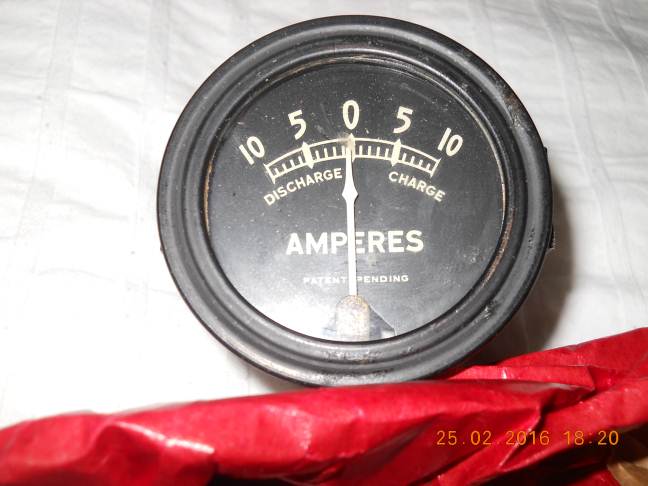 10 5 0 5 10
DISCHARGE CHARGE
AMPERES
PATENT PENDING
25.02.2016 18:20